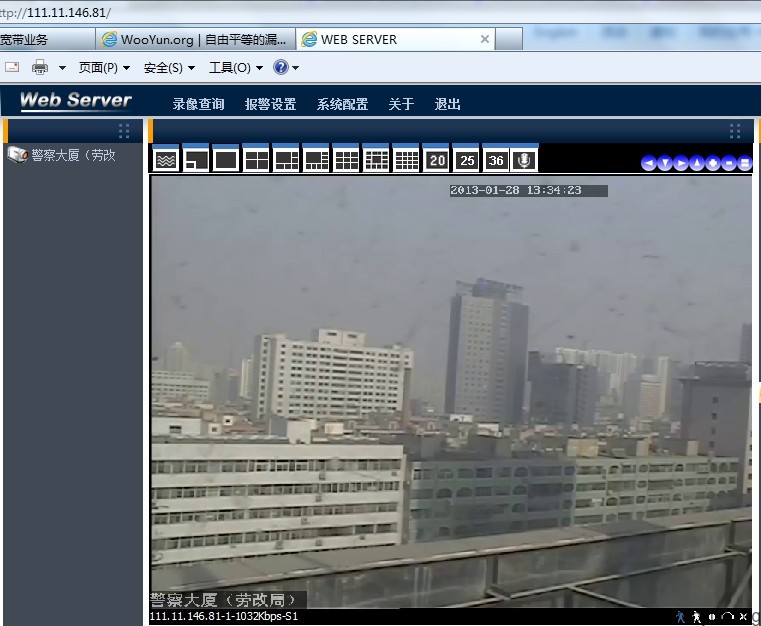 ttp://111.11.146.81/
宽带业务
WooYun.org | 自由平等的漏...
WEB SERVER
页面(P)
安全(S)
工具(O)
Web Server
录像查询
报警设置
系统配置
关于
退出
警察大厦（劳改
20
25
36
2013-01-28 13:34:23
警察大厦（劳改局）
111.11.146.81-1-1032Kbps-S1